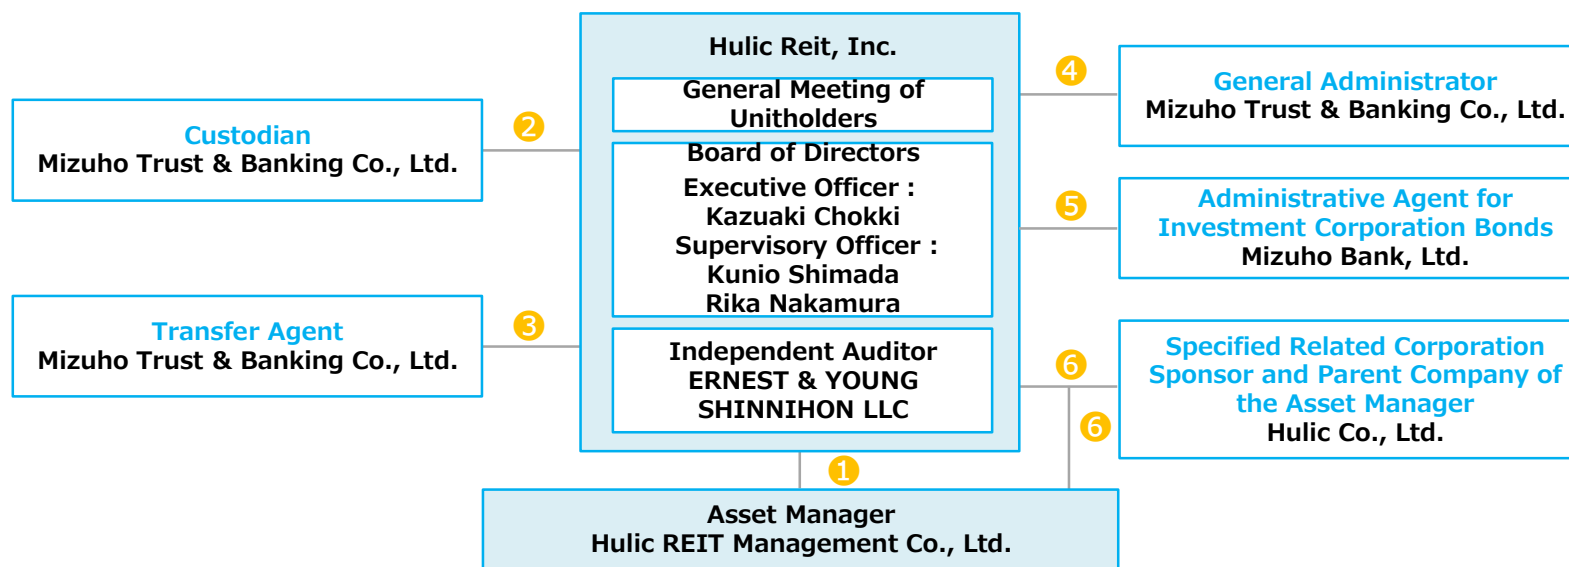 Hulic Reit, Inc.
General Meeting of
Unitholders
Board of Directors
Executive Officer :
Kazuaki Chokki
Supervisory Officer :
Kunio Shimada
Rika Nakamura
Independent Auditor
ERNEST & YOUNG
SHINNIHON LLC
2
Custodian
Mizuho Trust & Banking Co., Ltd.
3
Transfer Agent
Mizuho Trust & Banking Co., Ltd.
4
General Administrator
Mizuho Trust & Banking Co., Ltd.
5
Administrative Agent for
Investment Corporation Bonds
Mizuho Bank, Ltd.
6
Specified Related Corporation
Sponsor and Parent Company of
the Asset Manager
Hulic Co., Ltd.
6
1
Asset Manager
Hulic REIT Management Co., Ltd.